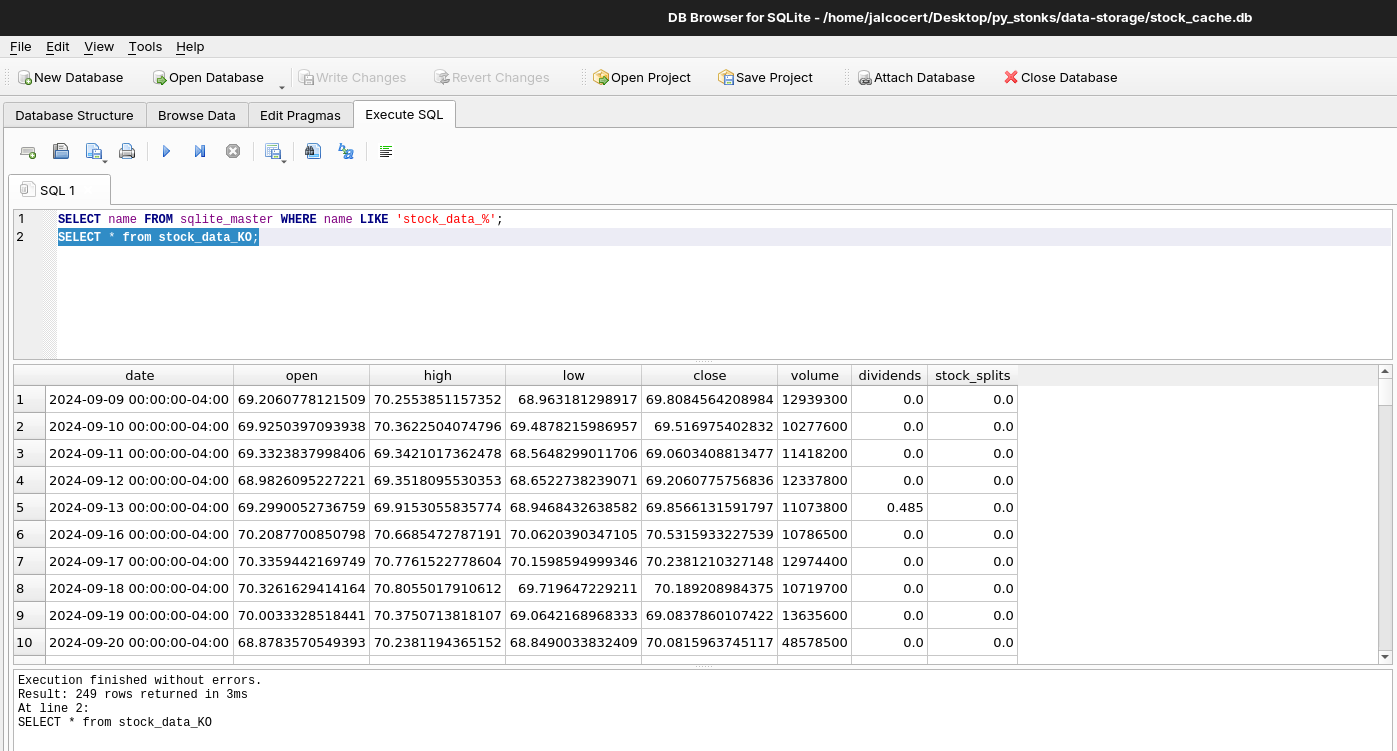 DB Browser for SQLite - /home/jalcocert/Desktop/py_stonks/data-storage/stock_cache.db
File Edit View Tools Help
New Database Open Database Write Changes Revert Changes Open Project Save Project Attach Database Close Database
Database Structure Browse Data Edit Pragmas Execute SQL
SQL 1
1 SELECT name FROM sqlite_master WHERE name LIKE 'stock_data_%';
2 SELECT * from stock_data_KO;
date open high low close volume dividends stock_splits
1 2024-09-09 00:00:00-04:00 69.2060778121509 70.2553851157352 68.963181298917 69.8084564208984 12939300 0.0 0.0
2 2024-09-10 00:00:00-04:00 69.9250397093938 70.3622504074796 69.4878215986957 69.516975402832 10277600 0.0 0.0
3 2024-09-11 00:00:00-04:00 69.3323837998406 69.3421017362478 68.5648299011706 69.0603408813477 11418200 0.0 0.0
4 2024-09-12 00:00:00-04:00 68.9826095227221 69.3518095530353 68.6522738239071 69.2060775756836 12337800 0.0 0.0
5 2024-09-13 00:00:00-04:00 69.2990052736759 69.9153055835774 68.9468432638582 69.8566131591797 11073800 0.485 0.0
6 2024-09-16 00:00:00-04:00 70.2087700850798 70.6685472787191 70.0620390347105 70.5315933227539 10786500 0.0 0.0
7 2024-09-17 00:00:00-04:00 70.3359442169749 70.7761522778604 70.1598594999346 70.2381210327148 12974400 0.0 0.0
8 2024-09-18 00:00:00-04:00 70.3261629414164 70.8055017910612 69.719647229211 70.189208984375 10719700 0.0 0.0
9 2024-09-19 00:00:00-04:00 70.0033328518441 70.3750713818107 69.0642168968333 69.0837860107422 13635600 0.0 0.0
10 2024-09-20 00:00:00-04:00 68.8783570549393 70.2381194365152 68.8490033832409 70.0815963745117 48578500 0.0 0.0
Execution finished without errors.
Result: 249 rows returned in 3ms
At line 2:
SELECT * from stock_data_KO